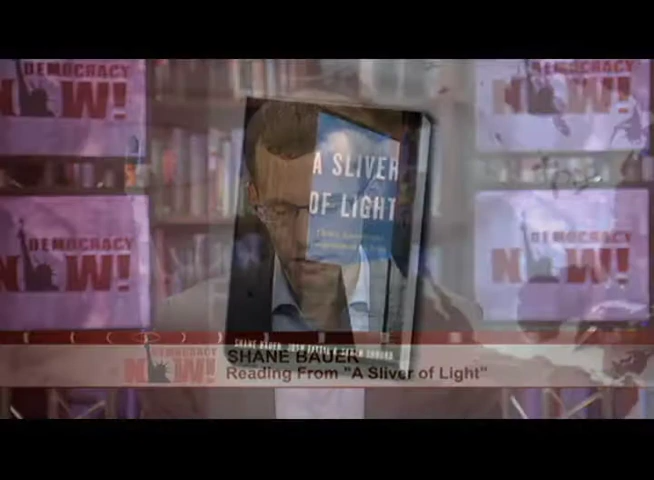 DEMOCRACY
NOW!
DEMOCRACY
NOW!
DEMOCRACY
NOW!
DEMOCRACY
NOW!
A SLIVER
OF LIGHT
DEMOCRACY
NOW!
SHANE BAUER
Reading From "A Sliver of Light"